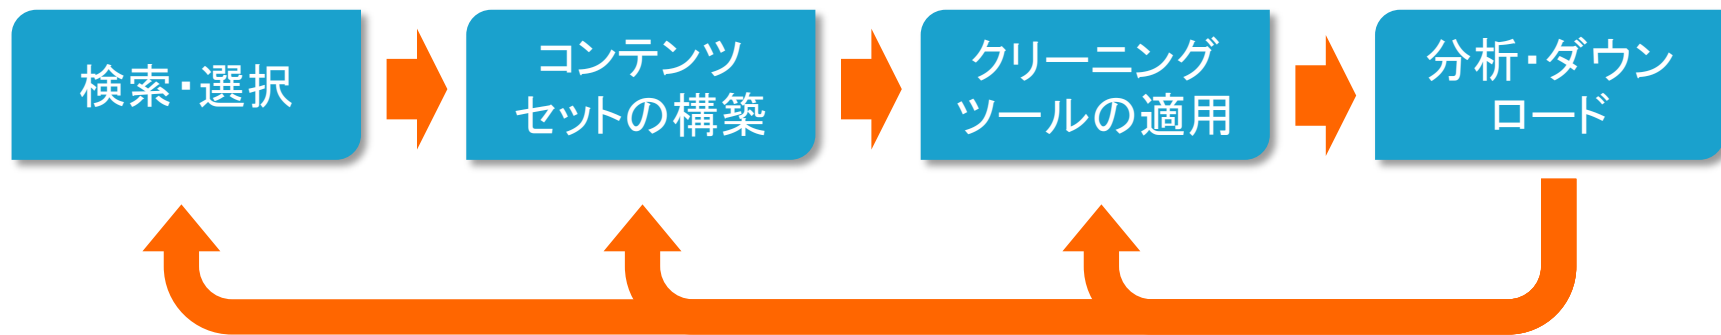 検索・選択
コンテンツ
セットの構築
クリーニング
ツールの適用
分析・ダウン
ロード